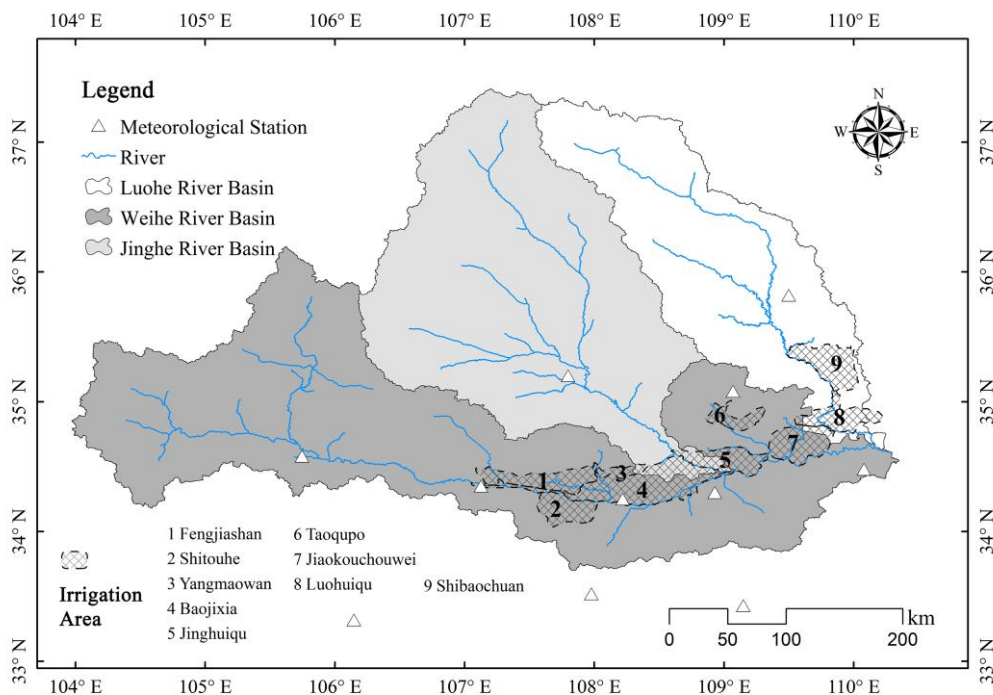 104° E 105° E 106° E 107° E 108° E 109° E 110° E
37° N 37° N
36° N 36° N
35° N 35° N
34° N 34° N
33° N 33° N
Legend
Meteorological Station
River
Luohe River Basin
Weihe River Basin
Jinghe River Basin
N
W E
S
9
8
6
7
5
3
1
4
2
Irrigation
Area
1 Fengjiashan
2 Shitouhe
3 Yangmaowan
4 Baojixia
5 Jinghuiqu
6 Taoqupo
7 Jiaokouchouwei
8 Luohuiqu
9 Shibaochuan
km
0 50 100 200
104° E 105° E 106° E 107° E 108° E 109° E 110° E